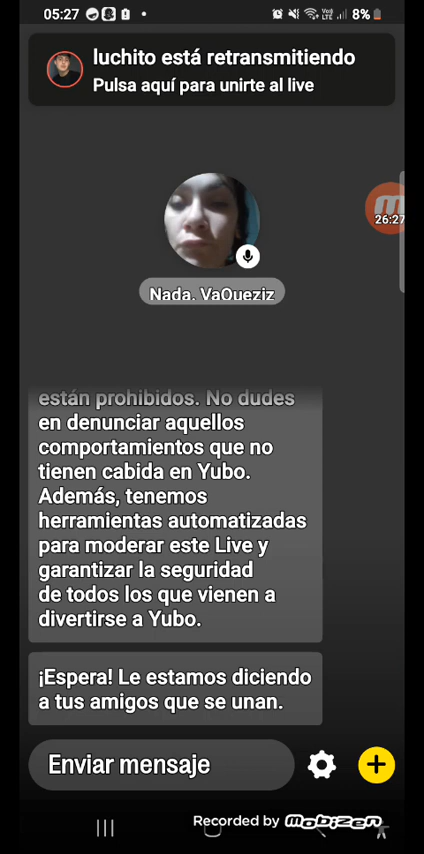 05:27
8%
luchito está retransmitiendo
Pulsa aquí para unirte al live
26:27
Nada. VaQueziz
están prohibidos. No dudes
en denunciar aquellos
comportamientos que no
tienen cabida en Yubo.
Además, tenemos
herramientas automatizadas
para moderar este Live y
garantizar la seguridad
de todos los que vienen a
divertirse a Yubo.
¡Espera! Le estamos diciendo
a tus amigos que se unan.
Enviar mensaje
Recorded by mobizen